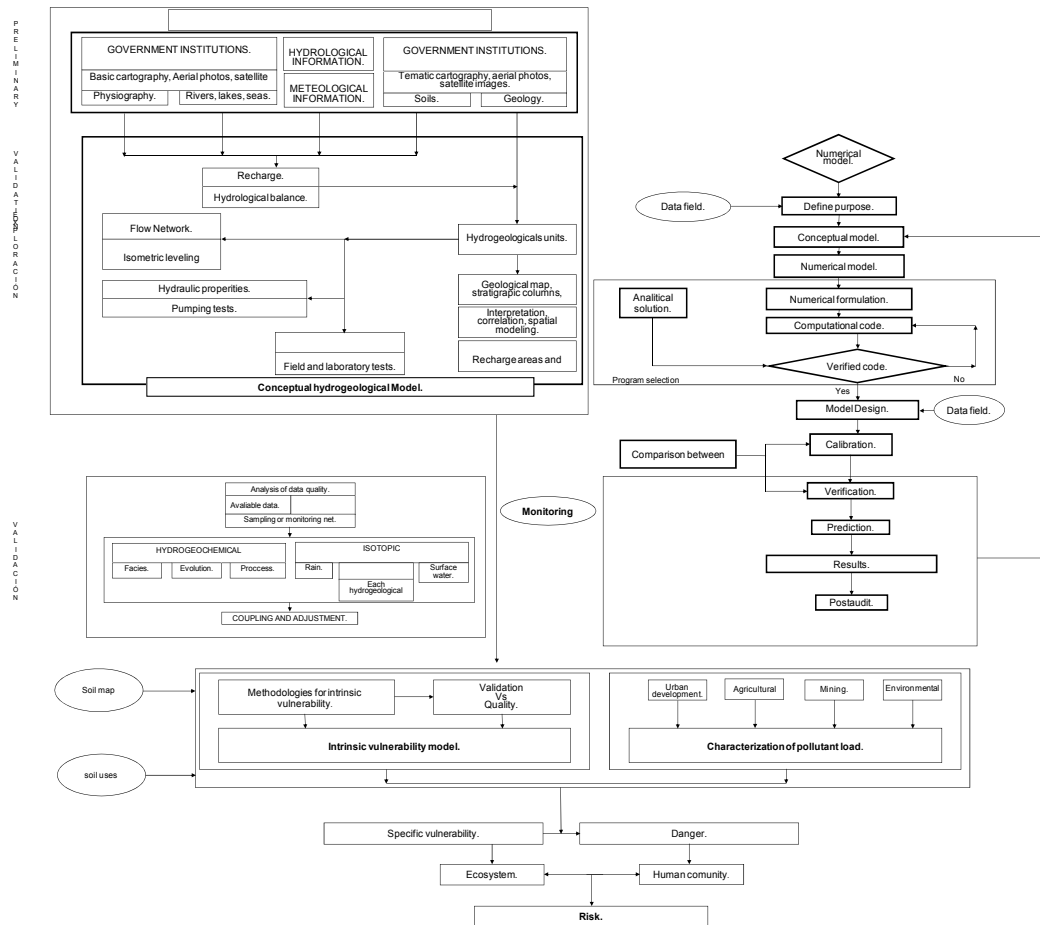 PRELIMINARY
GOVERNMENT INSTITUTIONS.
Basic cartography, Aerial photos, satellite
Physiography.
Rivers, lakes, seas.
HYDROLOGICAL
INFORMATION.
METEOLOGICAL
INFORMATION.
GOVERNMENT INSTITUTIONS.
Tematic cartography, aerial photos,
satellite images.
Soils.
Geology.
Recharge.
Hydrological balance.
Flow Network.
Isometric leveling
Hydraulic properities.
Pumping tests.
Field and laboratory tests.
Hydrogeologicals units.
Geological map,
stratigrapic columns,
Interpretation,
correlation, spatial
modeling.
Recharge areas and
Conceptual hydrogeological Model.
Numerical
model.
Data field.
Define purpose.
Conceptual model.
Numerical model.
Analitical
solution.
Numerical formulation.
Computational code.
Verified code.
Program selection
No
Yes
Model Design.
Data field.
Calibration.
Comparison between
Verification.
Prediction.
Results.
Postaudit.
Monitoring
VALIDACIÓN
Analysis of data quality.
Avaliable data.
Sampling or monitoring net.
HYDROGEOCHEMICAL
Facies.
Evolution.
Proccess.
ISOTOPIC
Rain.
Each
hydrogeological
Surface
water.
COUPLING AND ADJUSTMENT.
Soil map
soil uses
Methodologies for intrinsic
vulnerability.
Validation
Vs
Quality.
Intrinsic vulnerability model.
Urban
development.
Agricultural
Mining.
Environmental
Characterization of pollutant load.
Specific vulnerability.
Danger.
Ecosystem.
Human comunity.
Risk.